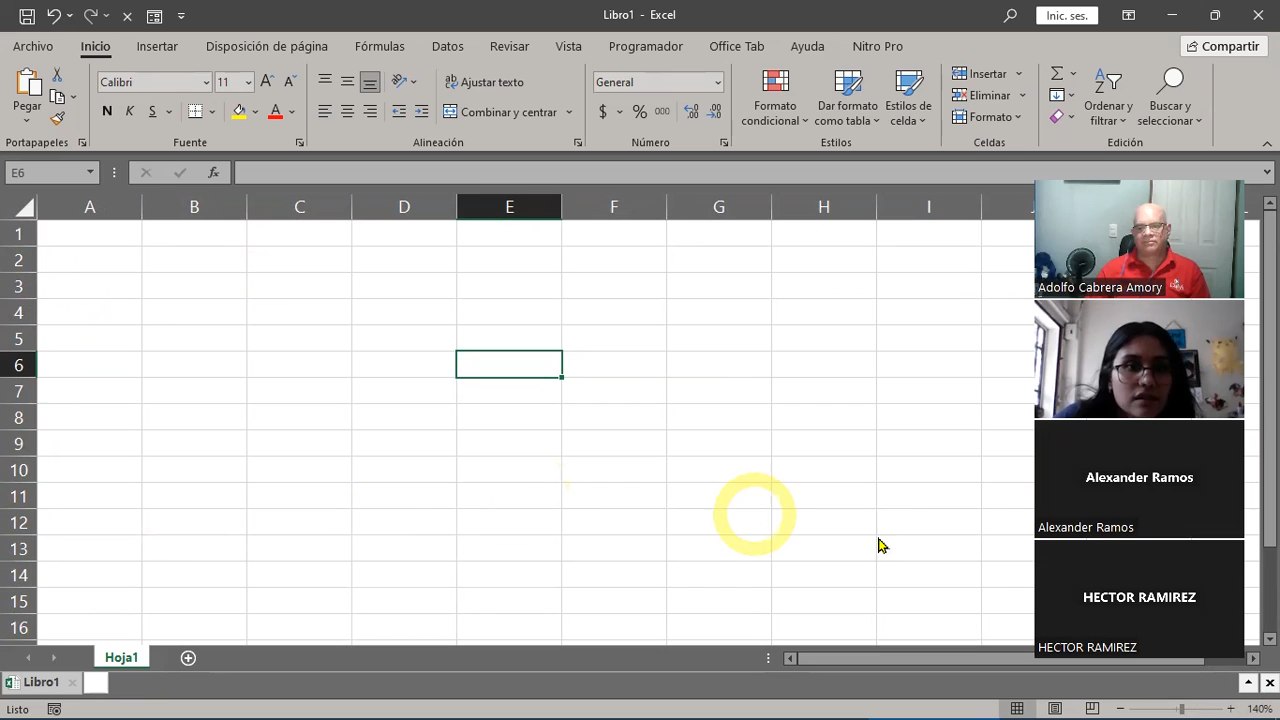 Libro1 - Excel
Inic. ses.
Archivo Inicio Insertar Disposición de página Fórmulas Datos Revisar Vista Programador Office Tab Ayuda Nitro Pro Compartir
Pegar
Portapapeles
Calibri 11
N K S
Fuente
Ajustar texto
Combinar y centrar
Alineación
General
$ % 000
Número
Formato condicional
Dar formato como tabla
Estilos de celda
Estilos
Insertar
Eliminar
Formato
Celdas
Ordenar y filtrar
Buscar y seleccionar
Edición
E6
A B C D E F G H I
1
2
3
4
5
6
7
8
9
10
11
12
13
14
15
16
Adolfo Cabrera Amory
Alexander Ramos
Alexander Ramos
HECTOR RAMIREZ
HECTOR RAMIREZ
Hoja1
Libro1
Listo
140%